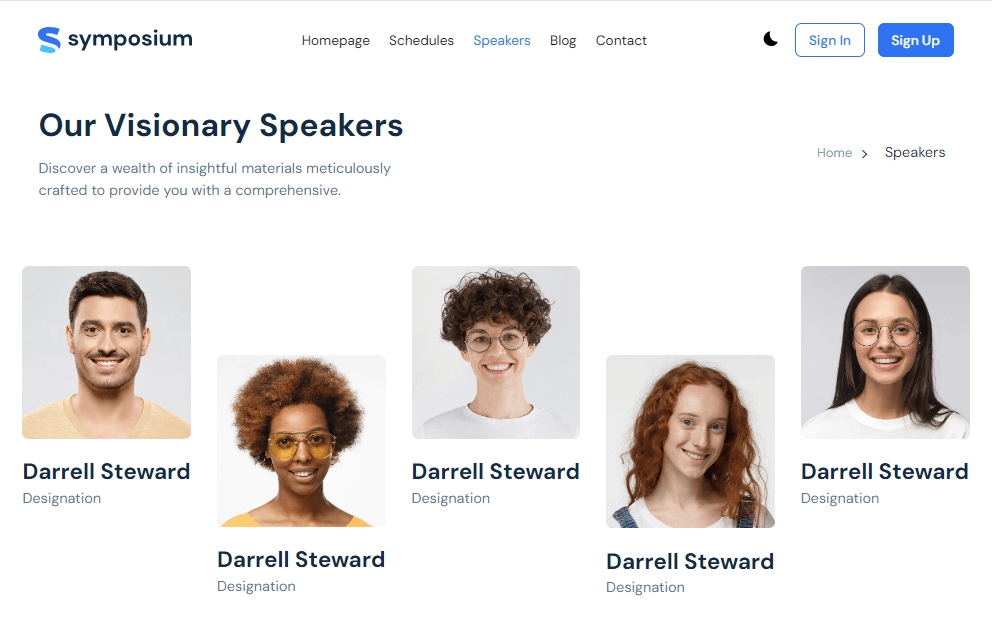 symposium
Homepage Schedules Speakers Blog Contact
Sign In Sign Up
Our Visionary Speakers
Discover a wealth of insightful materials meticulously
crafted to provide you with a comprehensive.
Home > Speakers
Darrell Steward
Designation
Darrell Steward
Designation
Darrell Steward
Designation
Darrell Steward
Designation
Darrell Steward
Designation